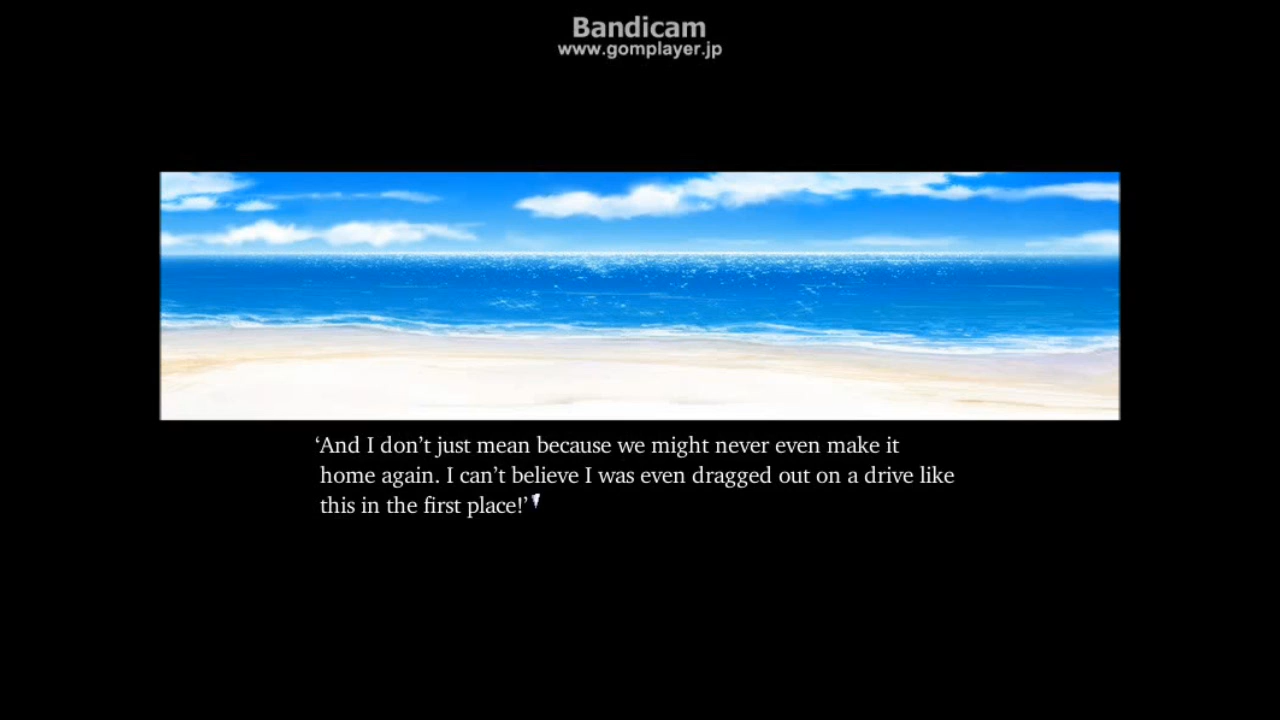 Bandicam
www.gomplayer.jp
‘And I don’t just mean because we might never even make it
home again. I can’t believe I was even dragged out on a drive like
this in the first place!’